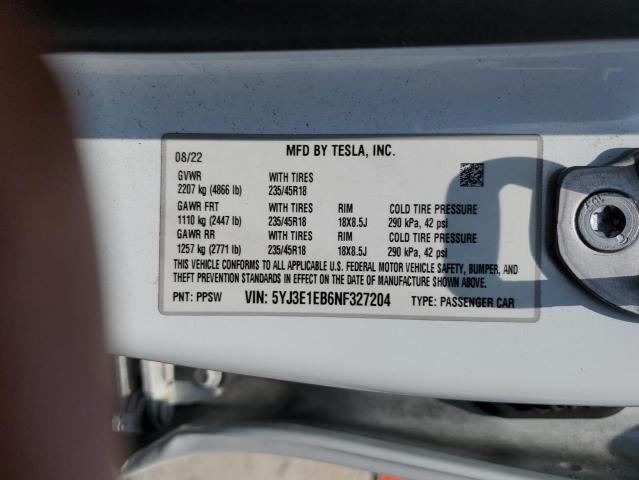 08/22 MFD BY TESLA, INC.
GVWR WITH TIRES
2207 kg (4866 lb) 235/45R18
GAWR FRT WITH TIRES RIM COLD TIRE PRESSURE
1110 kg (2447 lb) 235/45R18 18X8.5J 290 kPa, 42 psi
GAWR RR WITH TIRES RIM COLD TIRE PRESSURE
1257 kg (2771 lb) 235/45R18 18X8.5J 290 kPa, 42 psi
THIS VEHICLE CONFORMS TO ALL APPLICABLE U.S. FEDERAL MOTOR VEHICLE SAFETY, BUMPER, AND
THEFT PREVENTION STANDARDS IN EFFECT ON THE DATE OF MANUFACTURE SHOWN ABOVE.
PNT: PPSW VIN: 5YJ3E1EB6NF327204 TYPE: PASSENGER CAR